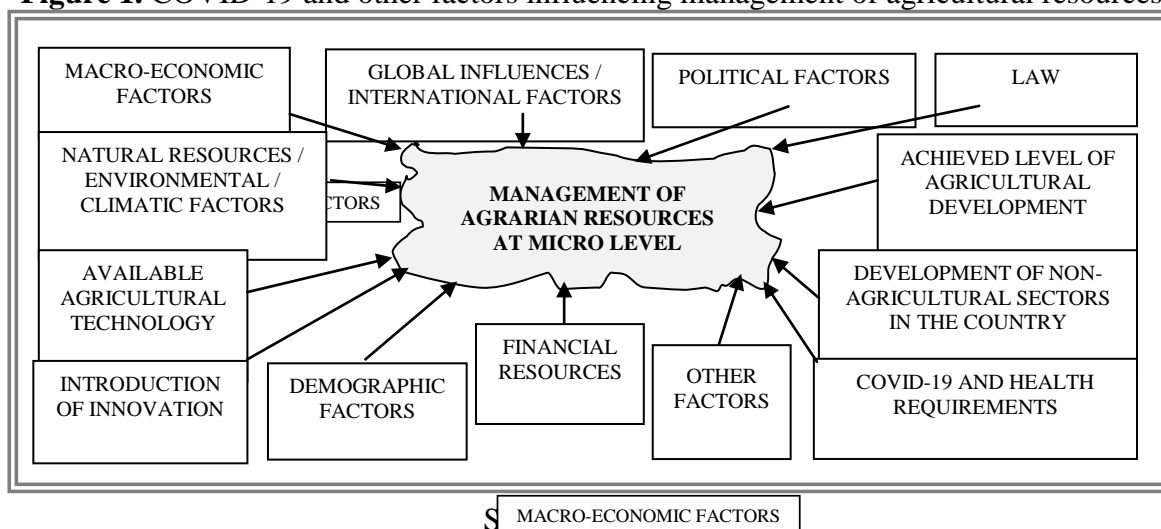 Figure 1. COVID-19 and other factors influencing management of agricultural resources
MACRO-ECONOMIC
FACTORS
GLOBAL INFLUENCES /
INTERNATIONAL FACTORS
POLITICAL FACTORS
LAW
NATURAL RESOURCES /
ENVIRONMENTAL /
CLIMATIC FACTORS
MANAGEMENT OF
AGRARIAN RESOURCES
AT MICRO LEVEL
ACHIEVED LEVEL OF
AGRICULTURAL
DEVELOPMENT
AVAILABLE
AGRICULTURAL
TECHNOLOGY
DEVELOPMENT OF NON-
AGRICULTURAL SECTORS
IN THE COUNTRY
INTRODUCTION
OF INNOVATION
DEMOGRAPHIC
FACTORS
FINANCIAL
RESOURCES
OTHER
FACTORS
COVID-19 AND HEALTH
REQUIREMENTS
S
MACRO-ECONOMIC FACTORS